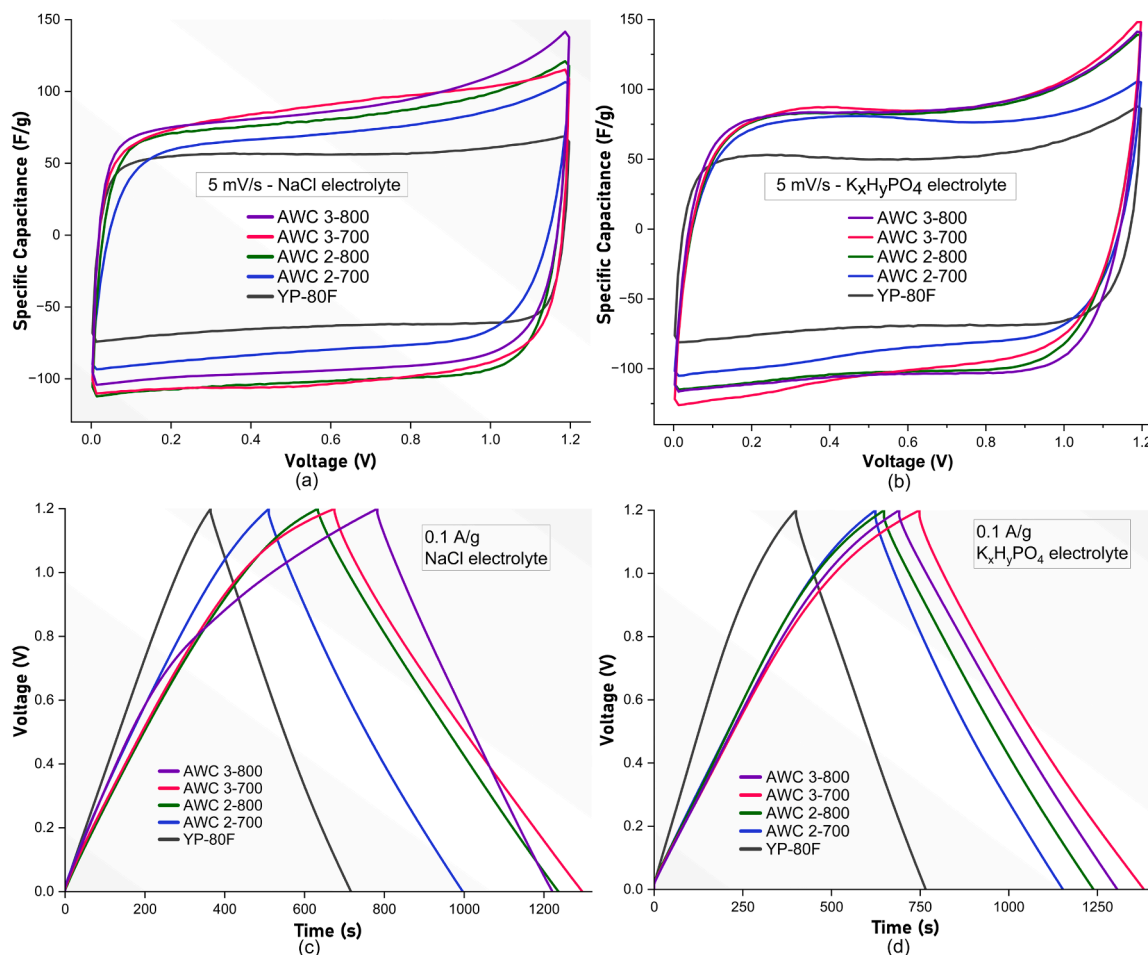 Specific Capacitance (F/g)
100
50
0
−50
−100
5 mV/s - NaCl electrolyte
AWC 3-800
AWC 3-700
AWC 2-800
AWC 2-700
YP-80F
0.0 0.2 0.4 0.6 0.8 1.0 1.2
Voltage (V)
(a)
Specific Capacitance (F/g)
150
100
50
0
−50
−100
5 mV/s - KxHyPO4 electrolyte
AWC 3-800
AWC 3-700
AWC 2-800
AWC 2-700
YP-80F
0.0 0.2 0.4 0.6 0.8 1.0 1.2
Voltage (V)
(b)
Voltage (V)
1.2
1.0
0.8
0.6
0.4
0.2
0.0
0.1 A/g
NaCl electrolyte
AWC 3-800
AWC 3-700
AWC 2-800
AWC 2-700
YP-80F
0 200 400 600 800 1000 1200
Time (s)
(c)
Voltage (V)
1.2
1.0
0.8
0.6
0.4
0.2
0.0
0.1 A/g
KxHyPO4 electrolyte
AWC 3-800
AWC 3-700
AWC 2-800
AWC 2-700
YP-80F
0 250 500 750 1000 1250
Time (s)
(d)